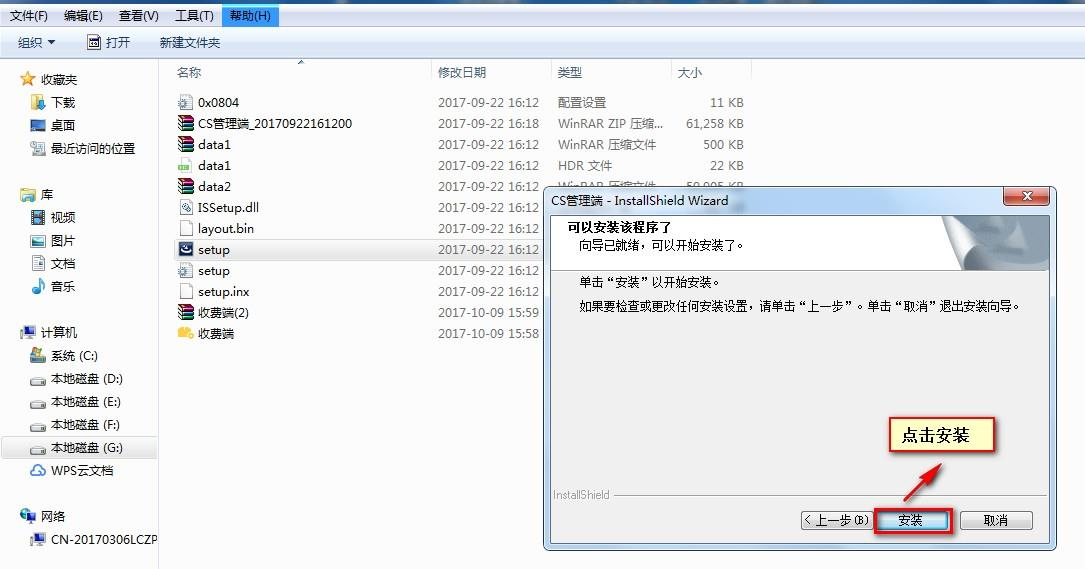 文件(F) 编辑(E) 查看(V) 工具(T) 帮助(H)
组织 打开 新建文件夹
名称 修改日期 类型 大小
收藏夹
下载
桌面
最近访问的位置
库
视频
图片
文档
音乐
计算机
系统 (C:)
本地磁盘 (D:)
本地磁盘 (E:)
本地磁盘 (F:)
本地磁盘 (G:)
WPS云文档
网络
CN-20170306LCZP
0x0804 2017-09-22 16:12 配置设置 11 KB
CS管理端_20170922161200 2017-09-22 16:18 WinRAR ZIP 压缩... 61,258 KB
data1 2017-09-22 16:12 WinRAR 压缩文件 500 KB
data1 2017-09-22 16:12 HDR 文件 22 KB
data2 2017-09-22 16:12 WinRAR 压缩文件
ISSetup.dll 2017-09-22 16:12
layout.bin 2017-09-22 16:12
setup 2017-09-22 16:12
setup 2017-09-22 16:12
setup.inx 2017-09-22 16:12
收费端(2) 2017-10-09 15:59
收费端 2017-10-09 15:58
CS管理端 - InstallShield Wizard
可以安装该程序了
向导已就绪，可以开始安装了。
单击“安装”以开始安装。
如果要检查或更改任何安装设置，请单击“上一步”。单击“取消”退出安装向导。
点击安装
InstallShield
< 上一步(B) 安装 取消